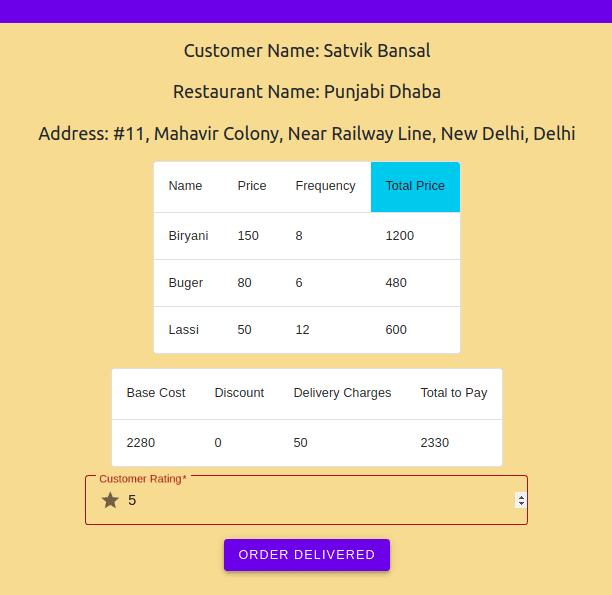 Customer Name: Satvik Bansal
Restaurant Name: Punjabi Dhaba
Address: #11, Mahavir Colony, Near Railway Line, New Delhi, Delhi
Name Price Frequency Total Price
Biryani 150 8 1200
Buger 80 6 480
Lassi 50 12 600
Base Cost Discount Delivery Charges Total to Pay
2280 0 50 2330
Customer Rating*
5
ORDER DELIVERED